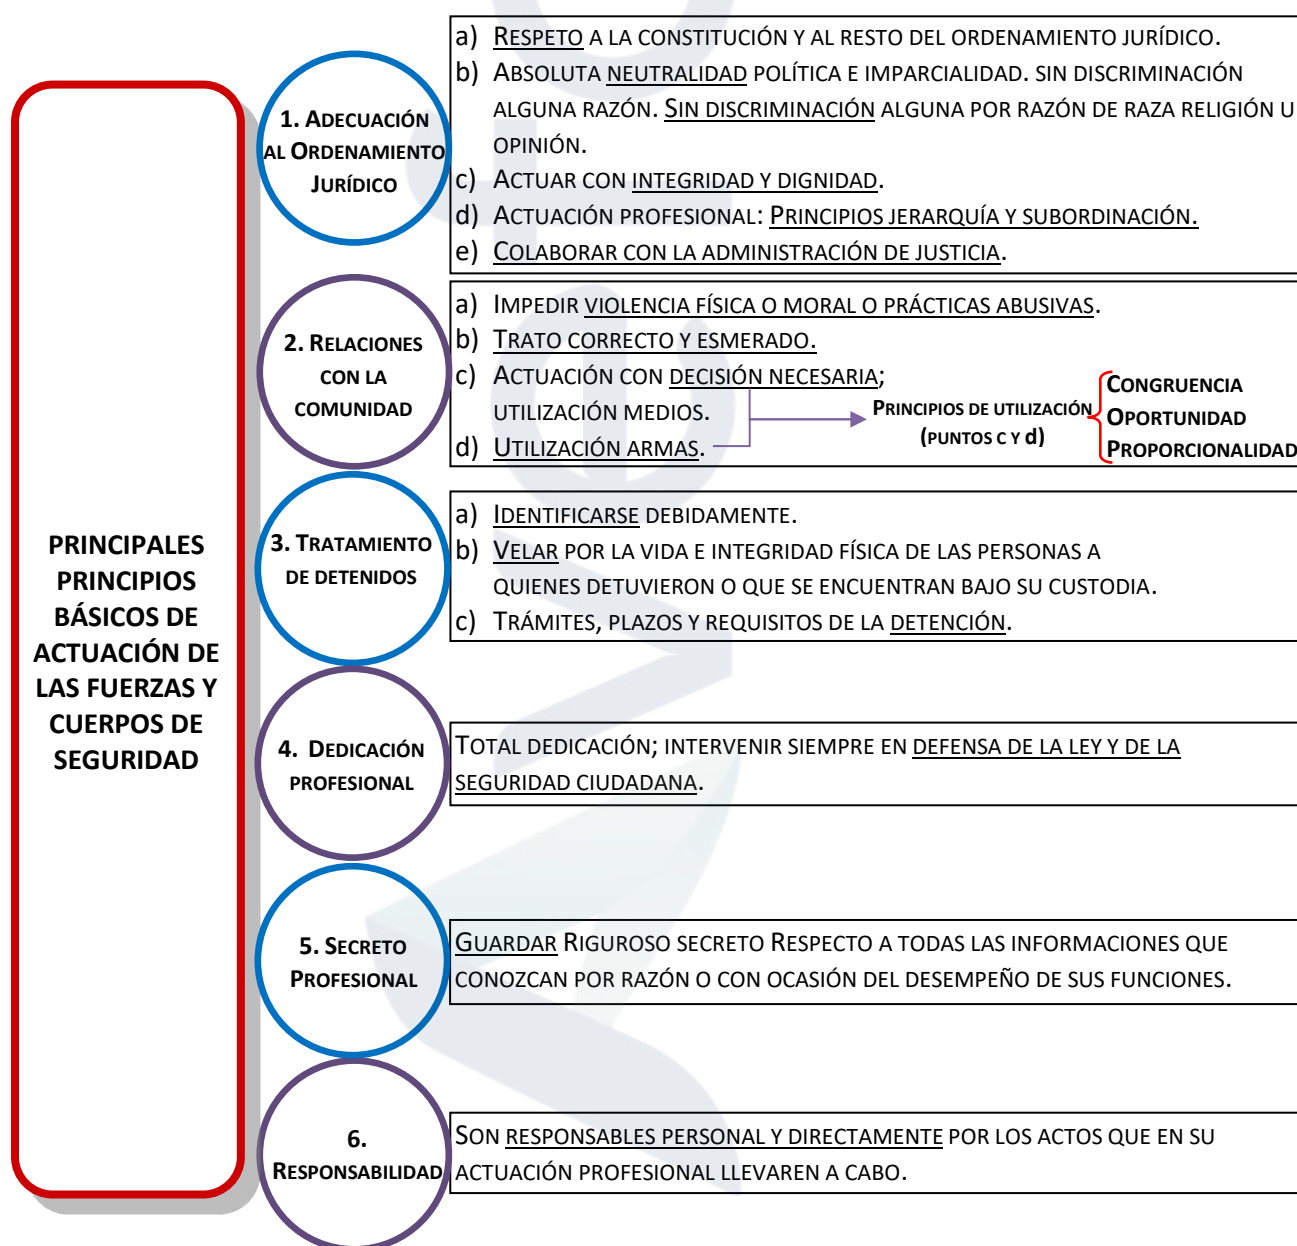 PRINCIPALES
PRINCIPIOS
BÁSICOS DE
ACTUACIÓN DE
LAS FUERZAS Y
CUERPOS DE
SEGURIDAD
1. ADECUACIÓN
AL ORDENAMIENTO
JURÍDICO
a) RESPETO A LA CONSTITUCIÓN Y AL RESTO DEL ORDENAMIENTO JURÍDICO.
b) ABSOLUTA NEUTRALIDAD POLÍTICA E IMPARCIALIDAD. SIN DISCRIMINACIÓN
ALGUNA RAZÓN. SIN DISCRIMINACIÓN ALGUNA POR RAZÓN DE RAZA RELIGIÓN U
OPINIÓN.
c) ACTUAR CON INTEGRIDAD Y DIGNIDAD.
d) ACTUACIÓN PROFESIONAL: PRINCIPIOS JERARQUÍA Y SUBORDINACIÓN.
e) COLABORAR CON LA ADMINISTRACIÓN DE JUSTICIA.
2. RELACIONES
CON LA
COMUNIDAD
a) IMPEDIR VIOLENCIA FÍSICA O MORAL O PRÁCTICAS ABUSIVAS.
b) TRATO CORRECTO Y ESMERADO.
c) ACTUACIÓN CON DECISIÓN NECESARIA;
UTILIZACIÓN MEDIOS.
d) UTILIZACIÓN ARMAS.
PRINCIPIOS DE UTILIZACIÓN
(PUNTOS C Y d)
CONGRUENCIA
OPORTUNIDAD
PROPORCIONALIDAD
3. TRATAMIENTO
DE DETENIDOS
a) IDENTIFICARSE DEBIDAMENTE.
b) VELAR POR LA VIDA E INTEGRIDAD FÍSICA DE LAS PERSONAS A
QUIENES DETUVIERON O QUE SE ENCUENTRAN BAJO SU CUSTODIA.
c) TRÁMITES, PLAZOS Y REQUISITOS DE LA DETENCIÓN.
4. DEDICACIÓN
PROFESIONAL
TOTAL DEDICACIÓN; INTERVENIR SIEMPRE EN DEFENSA DE LA LEY Y DE LA
SEGURIDAD CIUDADANA.
5. SECRETO
PROFESIONAL
GUARDAR RIGUROSO SECRETO RESPECTO A TODAS LAS INFORMACIONES QUE
CONOZCAN POR RAZÓN O CON OCASIÓN DEL DESEMPEÑO DE SUS FUNCIONES.
6.
RESPONSABILIDAD
SON RESPONSABLES PERSONAL Y DIRECTAMENTE POR LOS ACTOS QUE EN SU
ACTUACIÓN PROFESIONAL LLEVAREN A CABO.